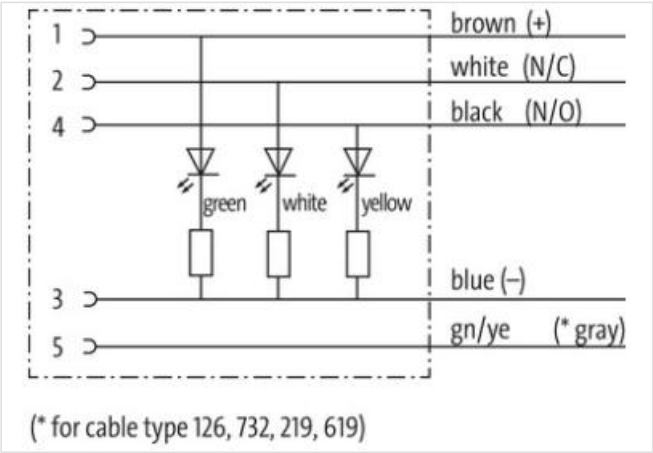 1 brown (+)
2 white (N/C)
4 black (N/O)
green white yellow
3 blue (–)
5 gn/ye (* gray)
(* for cable type 126, 732, 219, 619)